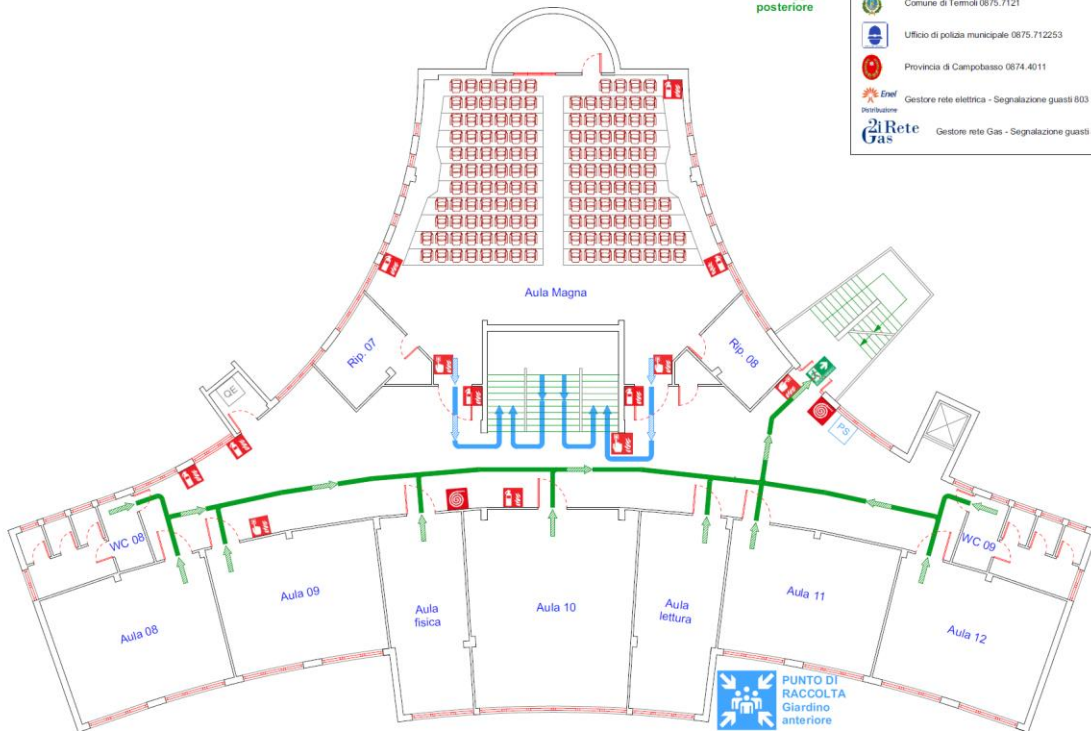 posteriore
Comune di Termoli 0875.7121
Ufficio di polizia municipale 0875.712253
Provincia di Campobasso 0874.4011
Enel
Distribuzione
Gestore rete elettrica - Segnalazione guasti 803
2i Rete
Gas
Gestore rete Gas - Segnalazione guasti
Aula Magna
Rip. 07
Rip. 08
QE
PS
WC 08
WC 09
Aula 08
Aula 09
Aula
fisica
Aula 10
Aula
lettura
Aula 11
Aula 12
PUNTO DI
RACCOLTA
Giardino
anteriore